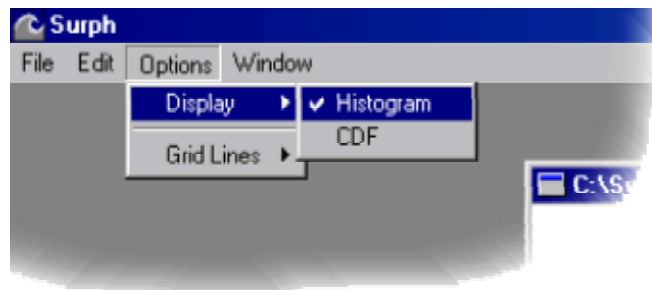 Surph
File Edit Options Window
Display Histogram
CDF
Grid Lines